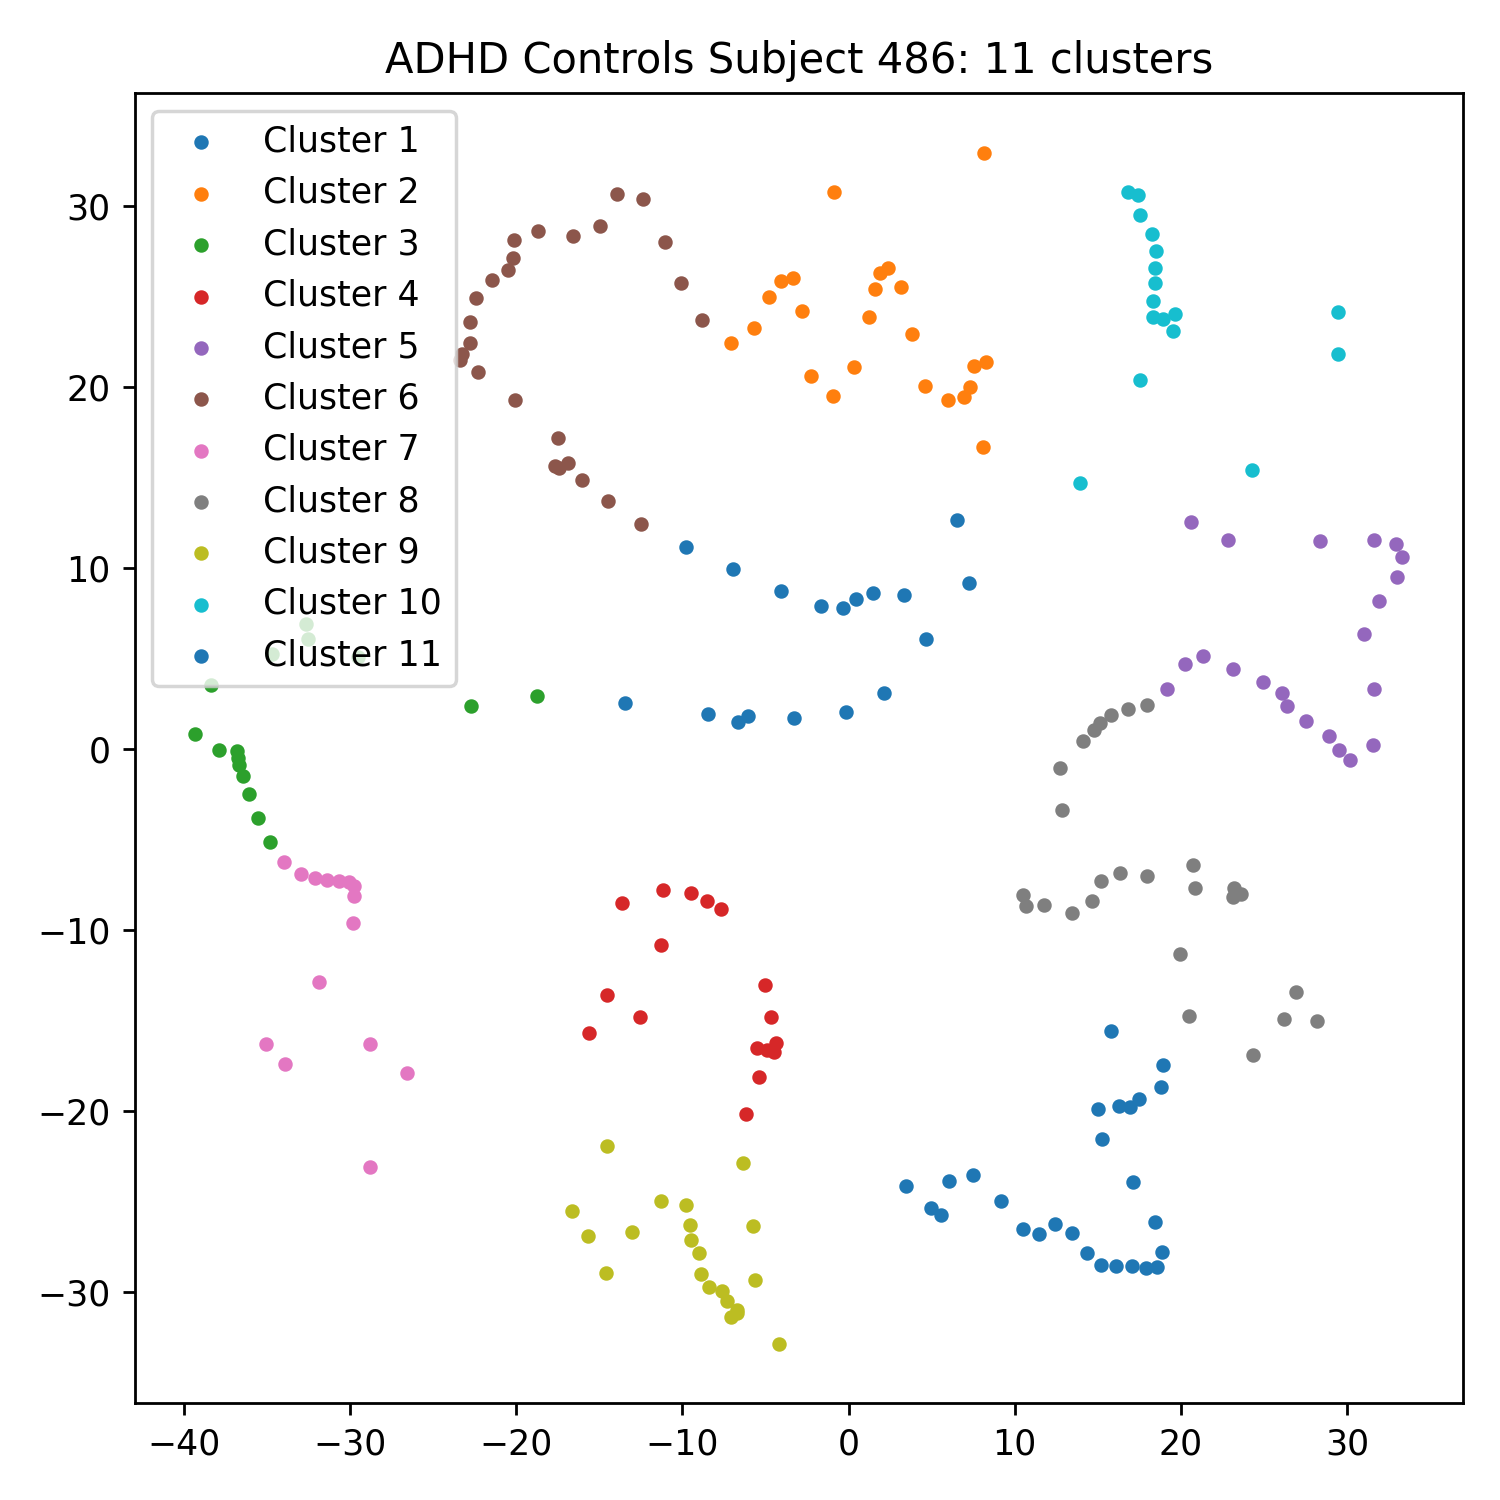 ADHD Controls Subject 486: 11 clusters
Cluster 1
Cluster 2
Cluster 3
Cluster 4
Cluster 5
Cluster 6
Cluster 7
Cluster 8
Cluster 9
Cluster 10
Cluster 11
30
20
10
0
−10
−20
−30
−40 −30 −20 −10 0 10 20 30